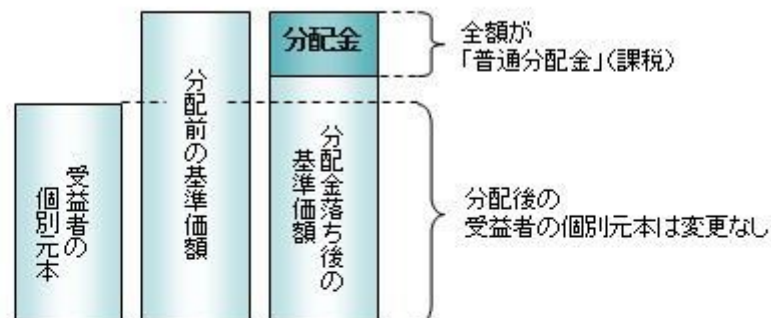 受益者の
個別元本
分配前の基準価額
分配金
分配金落ち後の
基準価額
全額が
「普通分配金」(課税)
分配後の
受益者の個別元本は変更なし